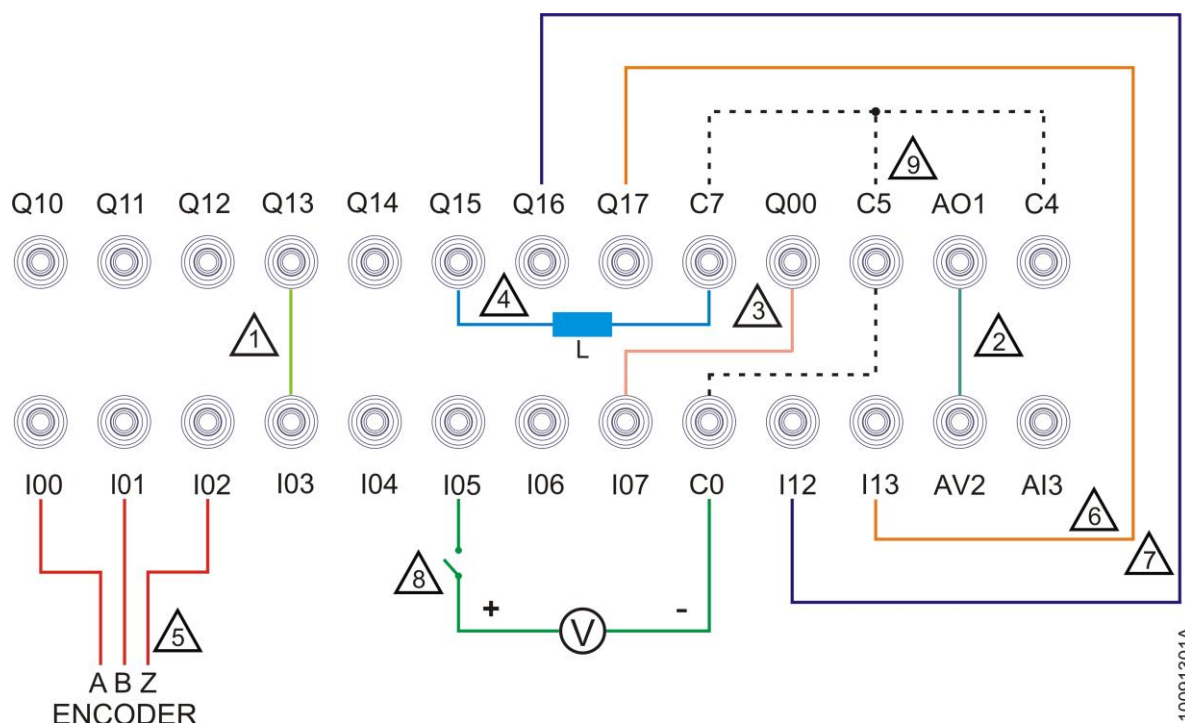 9
Q10 Q11 Q12 Q13 Q14 Q15 Q16 Q17 C7 Q00 C5 AO1 C4
4
3
1
2
L
I00 I01 I02 I03 I04 I05 I06 I07 C0 I12 I13 AV2 AI3
6
7
8
+ V -
5
A B Z
ENCODER
10091301A